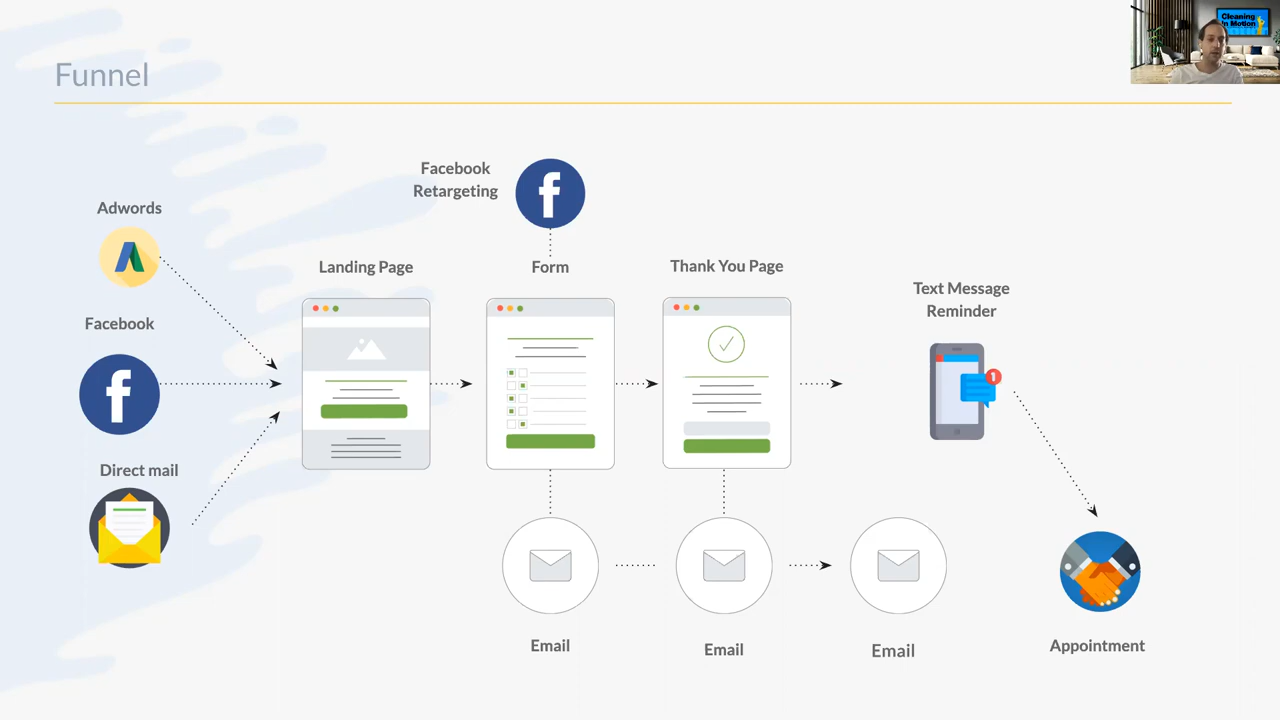 Funnel
Cleaning
In Motion
Facebook
Retargeting
Adwords
Landing Page
Form
Thank You Page
Text Message
Reminder
Facebook
1
Direct mail
Email
Email
Email
Appointment